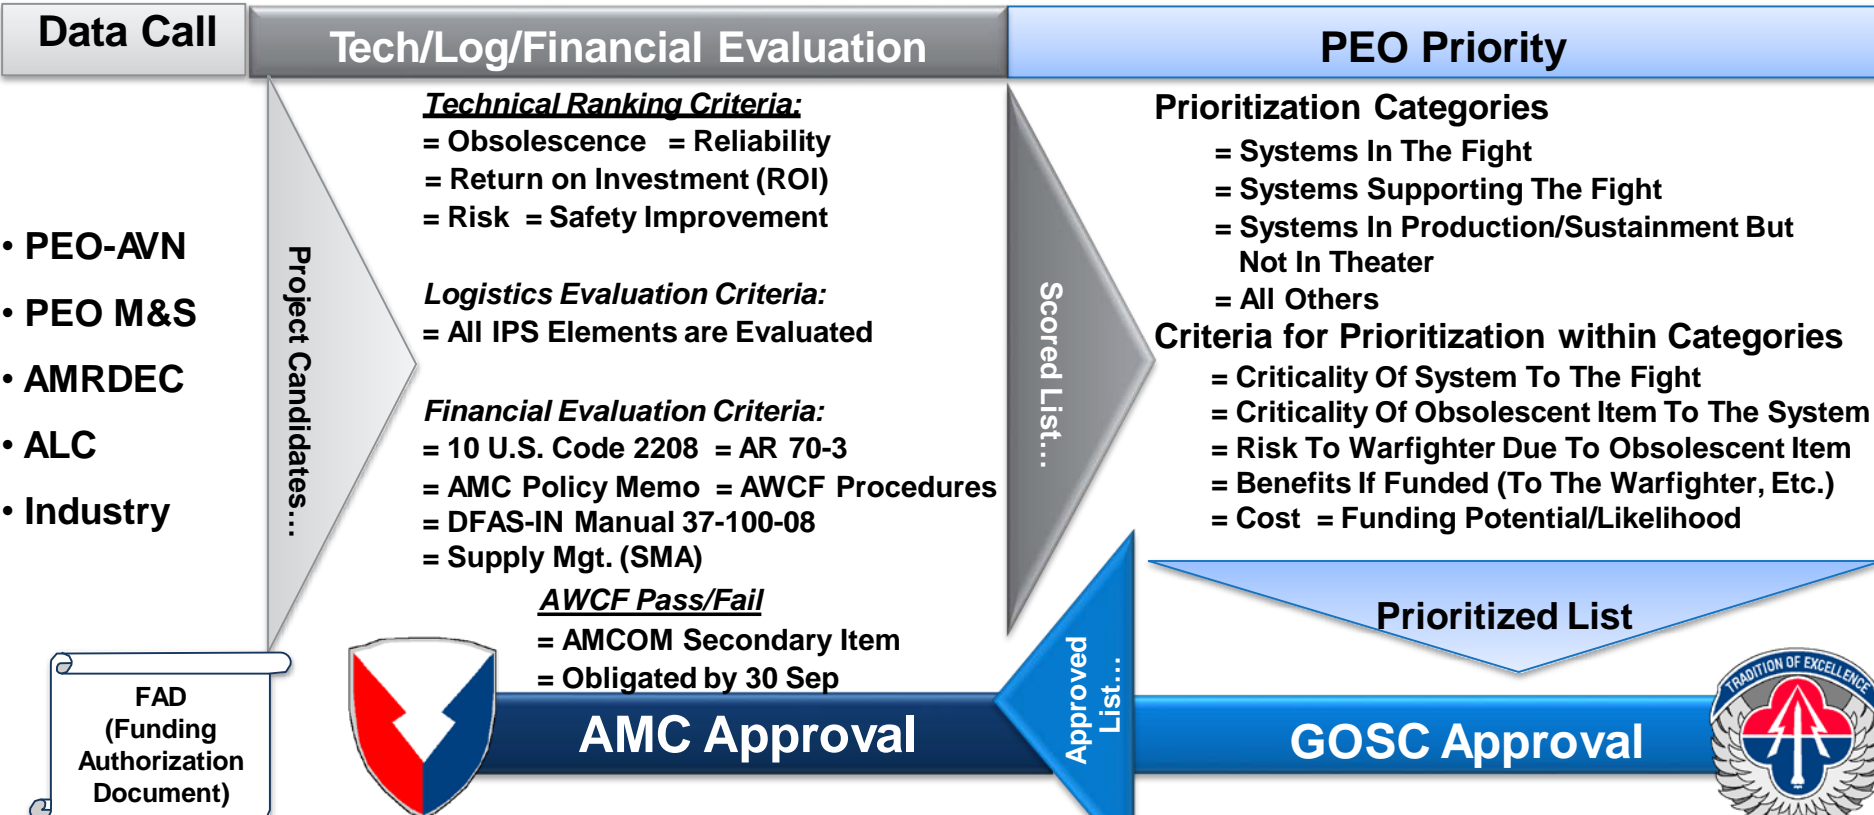 Data Call
Tech/Log/Financial Evaluation
PEO Priority
• PEO-AVN
• PEO M&S
• AMRDEC
• ALC
• Industry
Project Candidates…
Technical Ranking Criteria:
= Obsolescence = Reliability
= Return on Investment (ROI)
= Risk = Safety Improvement
Logistics Evaluation Criteria:
= All IPS Elements are Evaluated
Financial Evaluation Criteria:
= 10 U.S. Code 2208 = AR 70-3
= AMC Policy Memo = AWCF Procedures
= DFAS-IN Manual 37-100-08
= Supply Mgt. (SMA)
AWCF Pass/Fail
= AMCOM Secondary Item
= Obligated by 30 Sep
Scored List…
Prioritization Categories
= Systems In The Fight
= Systems Supporting The Fight
= Systems In Production/Sustainment But
Not In Theater
= All Others
Criteria for Prioritization within Categories
= Criticality Of System To The Fight
= Criticality Of Obsolescent Item To The System
= Risk To Warfighter Due To Obsolescent Item
= Benefits If Funded (To The Warfighter, Etc.)
= Cost = Funding Potential/Likelihood
Prioritized List
TRADITION OF EXCELLENCE
GOSC Approval
Approved
List…
AMC Approval
FAD
(Funding
Authorization
Document)